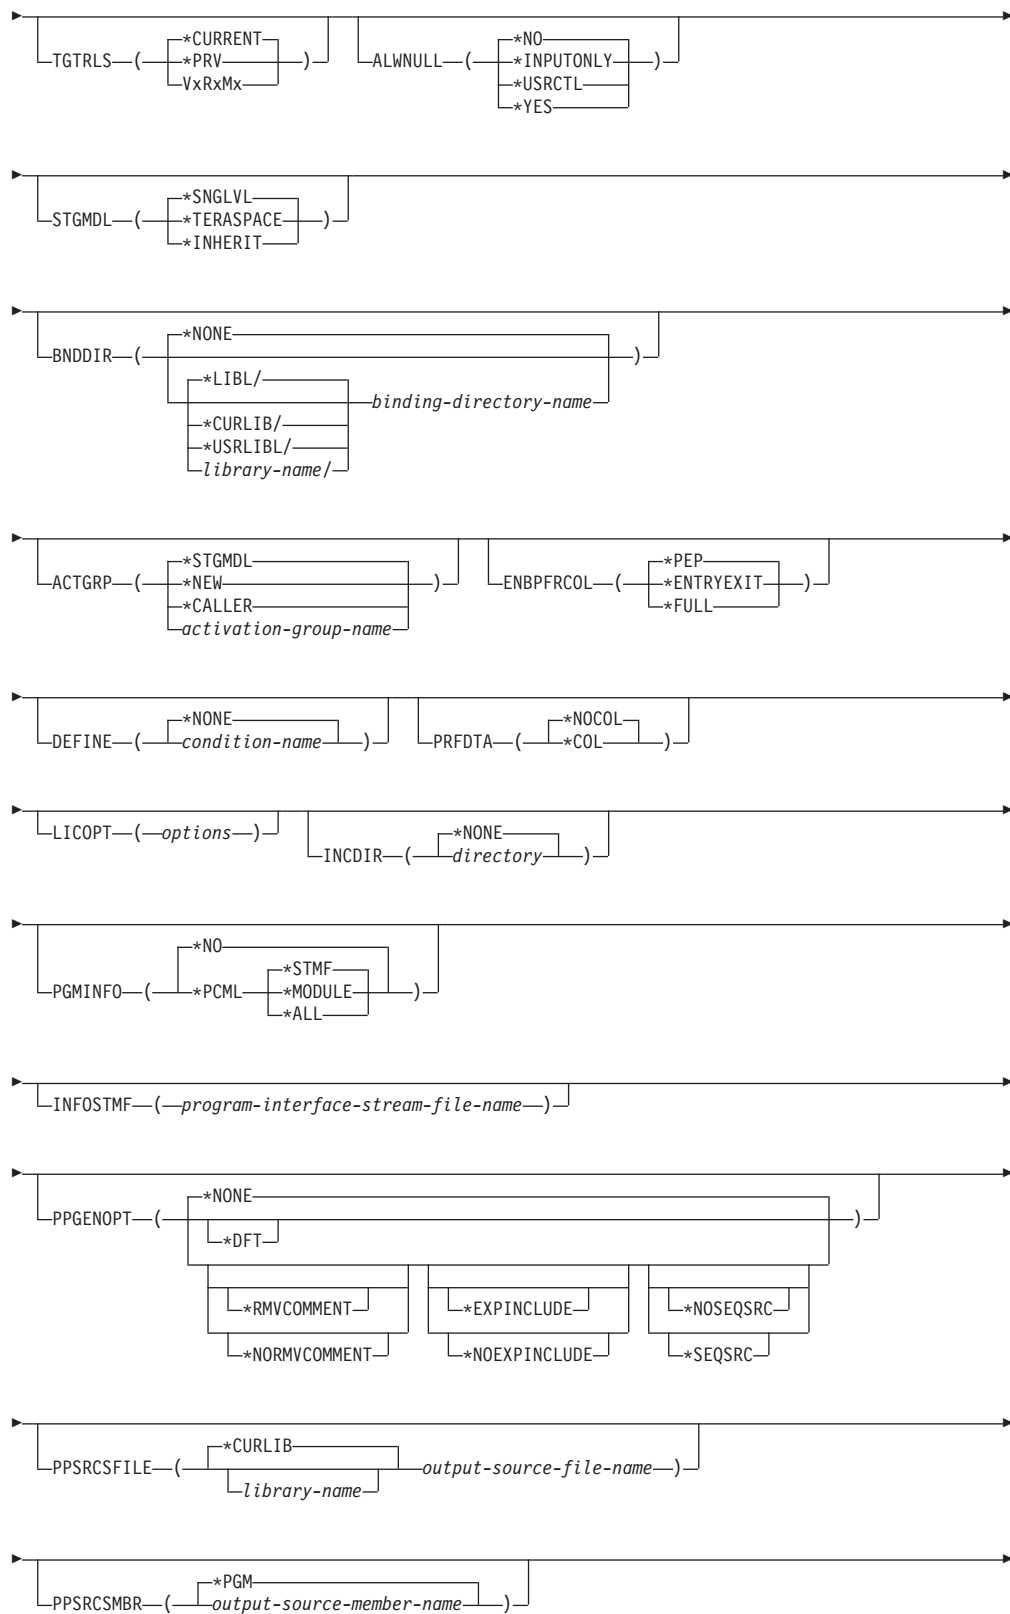 *CURRENT
TGTRLS ( *PRV )
VxRxMx
*NO
ALWNULL ( *INPUTONLY )
*USRCTL
*YES
*SNGLVL
STGMDL ( *TERASPACE )
*INHERIT
*NONE
BNDDIR ( )
*LIBL/
binding-directory-name
*CURLIB/
*USRLIBL/
library-name/
*STGMDL
ACTGRP ( *NEW )
*CALLER
activation-group-name
*PEP
ENBPFRCOL ( *ENTRYEXIT )
*FULL
*NONE
DEFINE ( condition-name )
*NOCOL
PRFDTA ( *COL )
LICOPT ( options )
*NONE
INCDIR ( directory )
*NO
*STMF
PGMINFO ( *PCML *MODULE )
*ALL
INFOSTMF ( program-interface-stream-file-name )
*NONE
PPGENOPT ( )
*DFT
*RMVCOMMENT *EXPINCLUDE *NOSEQSRC
*NORMVCOMMENT *NOEXPINCLUDE *SEQSRC
*CURLIB
PPSRCSFILE ( output-source-file-name )
library-name
*PGM
PPSRCSMBR ( output-source-member-name )